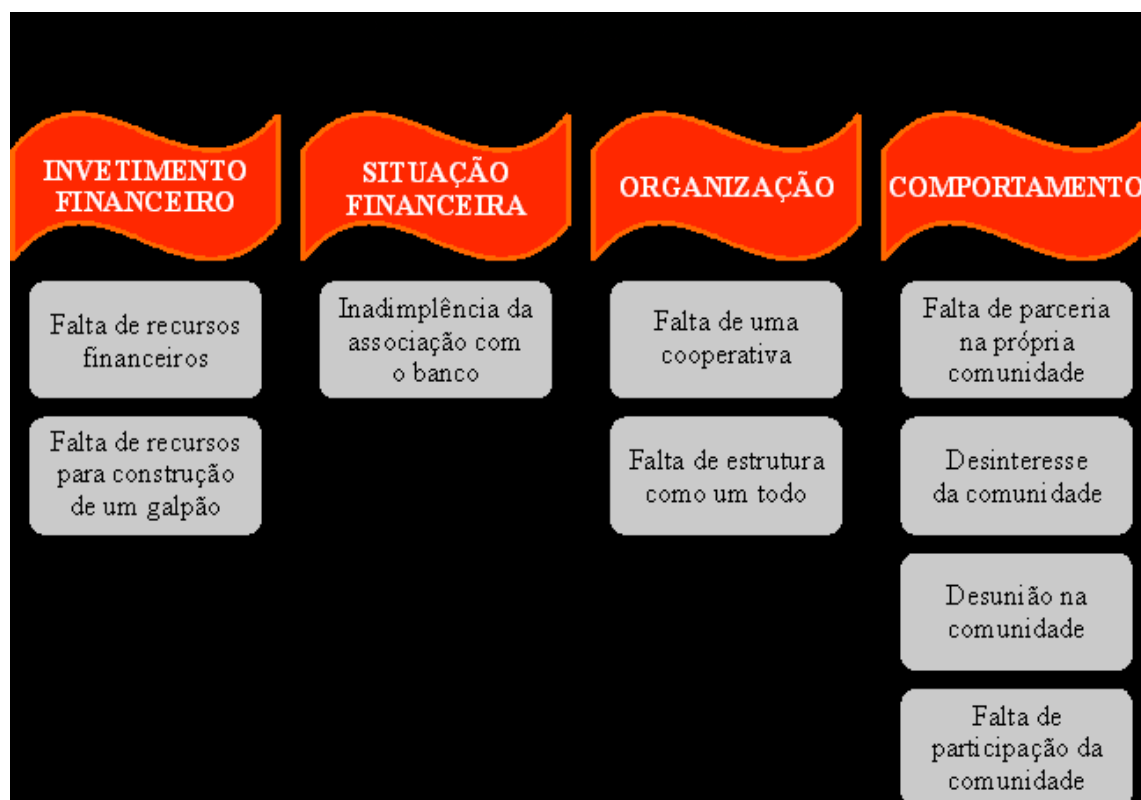 INVETIMENTO
FINANCEIRO
SITUAÇÃO
FINANCEIRA
ORGANIZAÇÃO
COMPORTAMENTO
Falta de recursos
financeiros
Inadimplência da
associação com
o banco
Falta de uma
cooperativa
Falta de parceria
na própria
comunidade
Falta de recursos
para construção
de um galpão
Falta de estrutura
como um todo
Desinteresse
da comunidade
Desunião na
comunidade
Falta de
participação da
comunidade